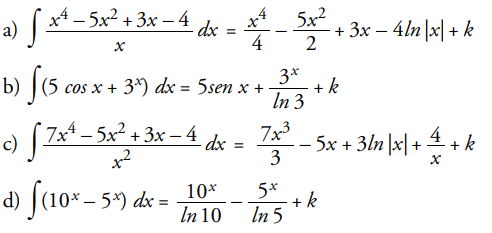 a) ∫ (x⁴ – 5x² + 3x – 4)/x dx = x⁴/4 – 5x²/2 + 3x – 4ln |x| + k
b) ∫(5 cos x + 3ˣ) dx = 5sen x + 3ˣ/ln 3 + k
c) ∫ (7x⁴ – 5x² + 3x – 4)/x² dx = 7x³/3 – 5x + 3ln |x| + 4/x + k
d) ∫(10ˣ – 5ˣ) dx = 10ˣ/ln 10 – 5ˣ/ln 5 + k